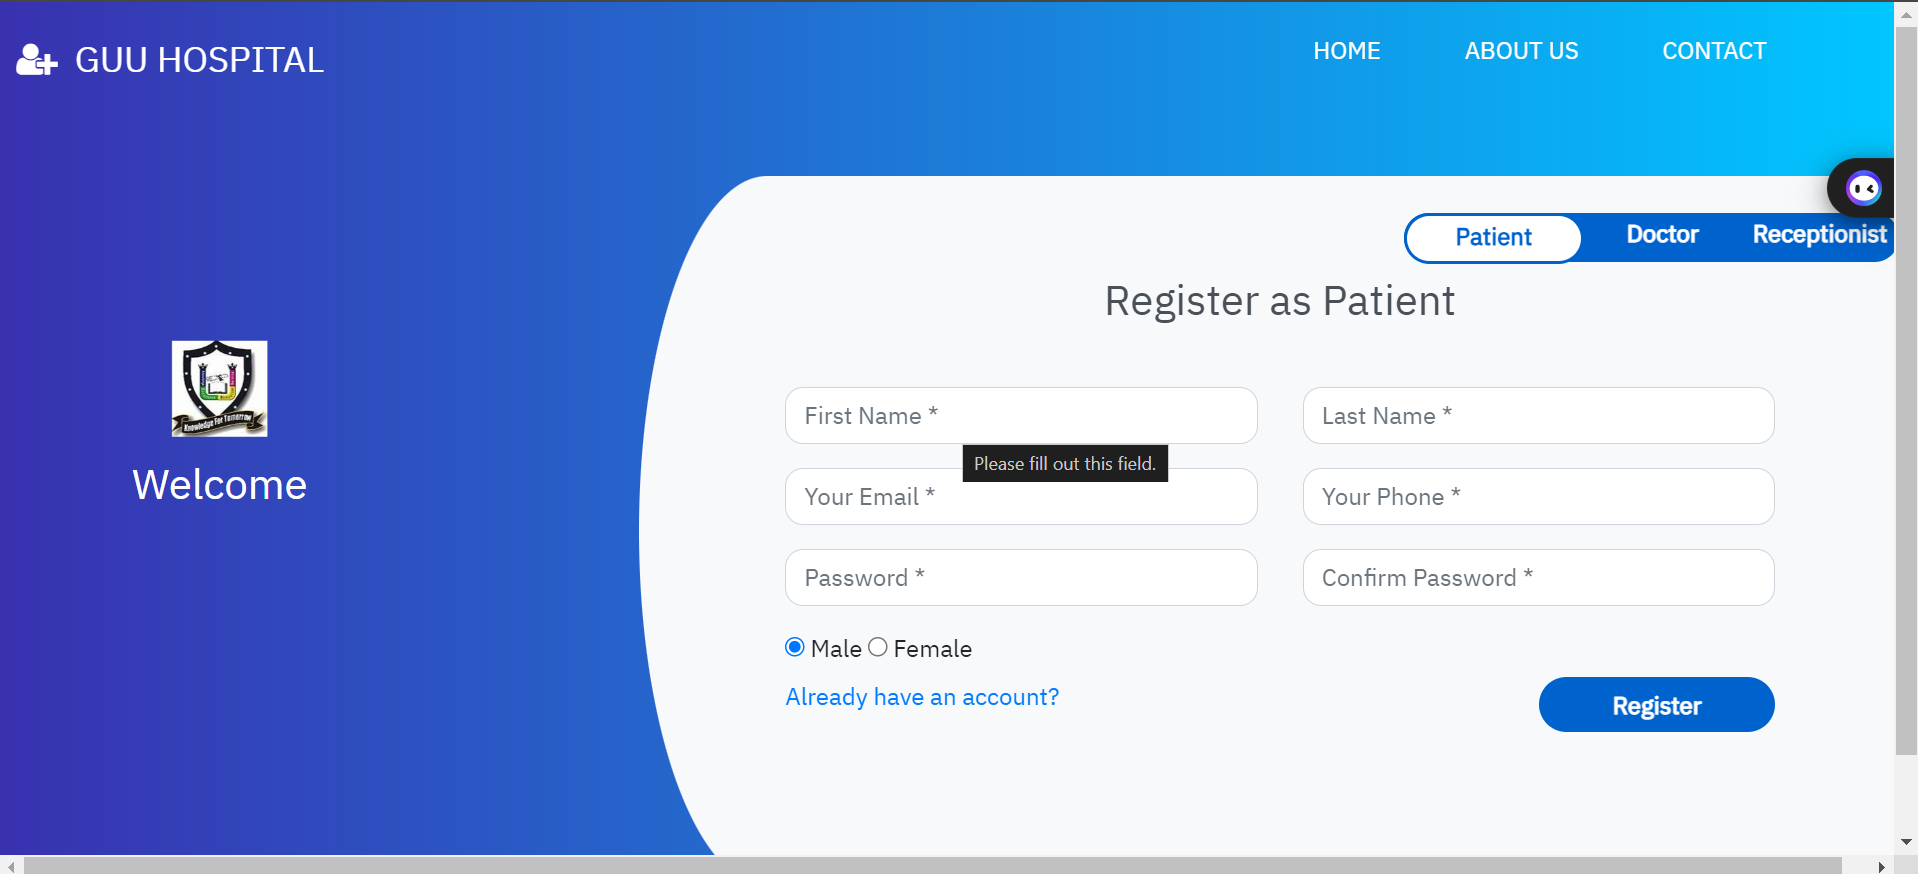 GUU HOSPITAL
HOME
ABOUT US
CONTACT
Patient
Doctor
Receptionist
Register as Patient
Knowledge For Tomorrow
Welcome
First Name *
Last Name *
Please fill out this field.
Your Email *
Your Phone *
Password *
Confirm Password *
Male
Female
Already have an account?
Register